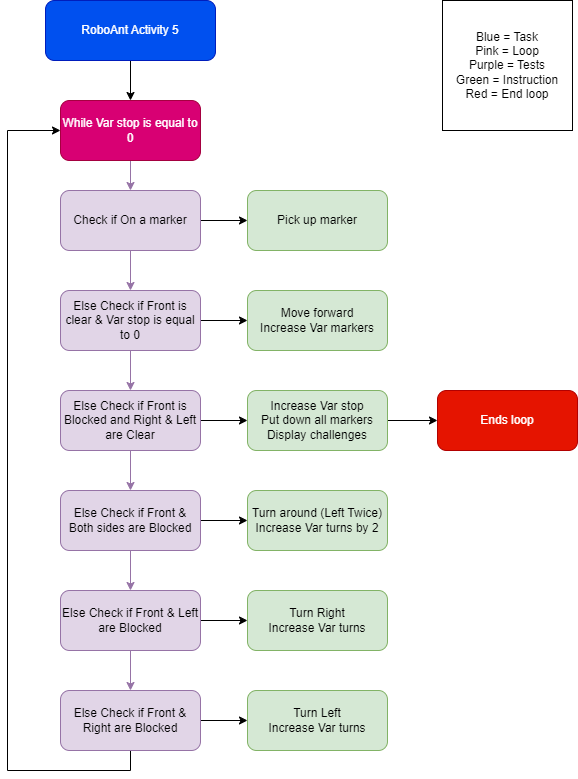 RoboAnt Activity 5
Blue = Task
Pink = Loop
Purple = Tests
Green = Instruction
Red = End loop
While Var stop is equal to
0
Check if On a marker
Pick up marker
Else Check if Front is
clear & Var stop is equal
to 0
Move forward
Increase Var markers
Else Check if Front is
Blocked and Right & Left
are Clear
Increase Var stop
Put down all markers
Display challenges
Ends loop
Else Check if Front &
Both sides are Blocked
Turn around (Left Twice)
Increase Var turns by 2
Else Check if Front & Left
are Blocked
Turn Right
Increase Var turns
Else Check if Front &
Right are Blocked
Turn Left
Increase Var turns